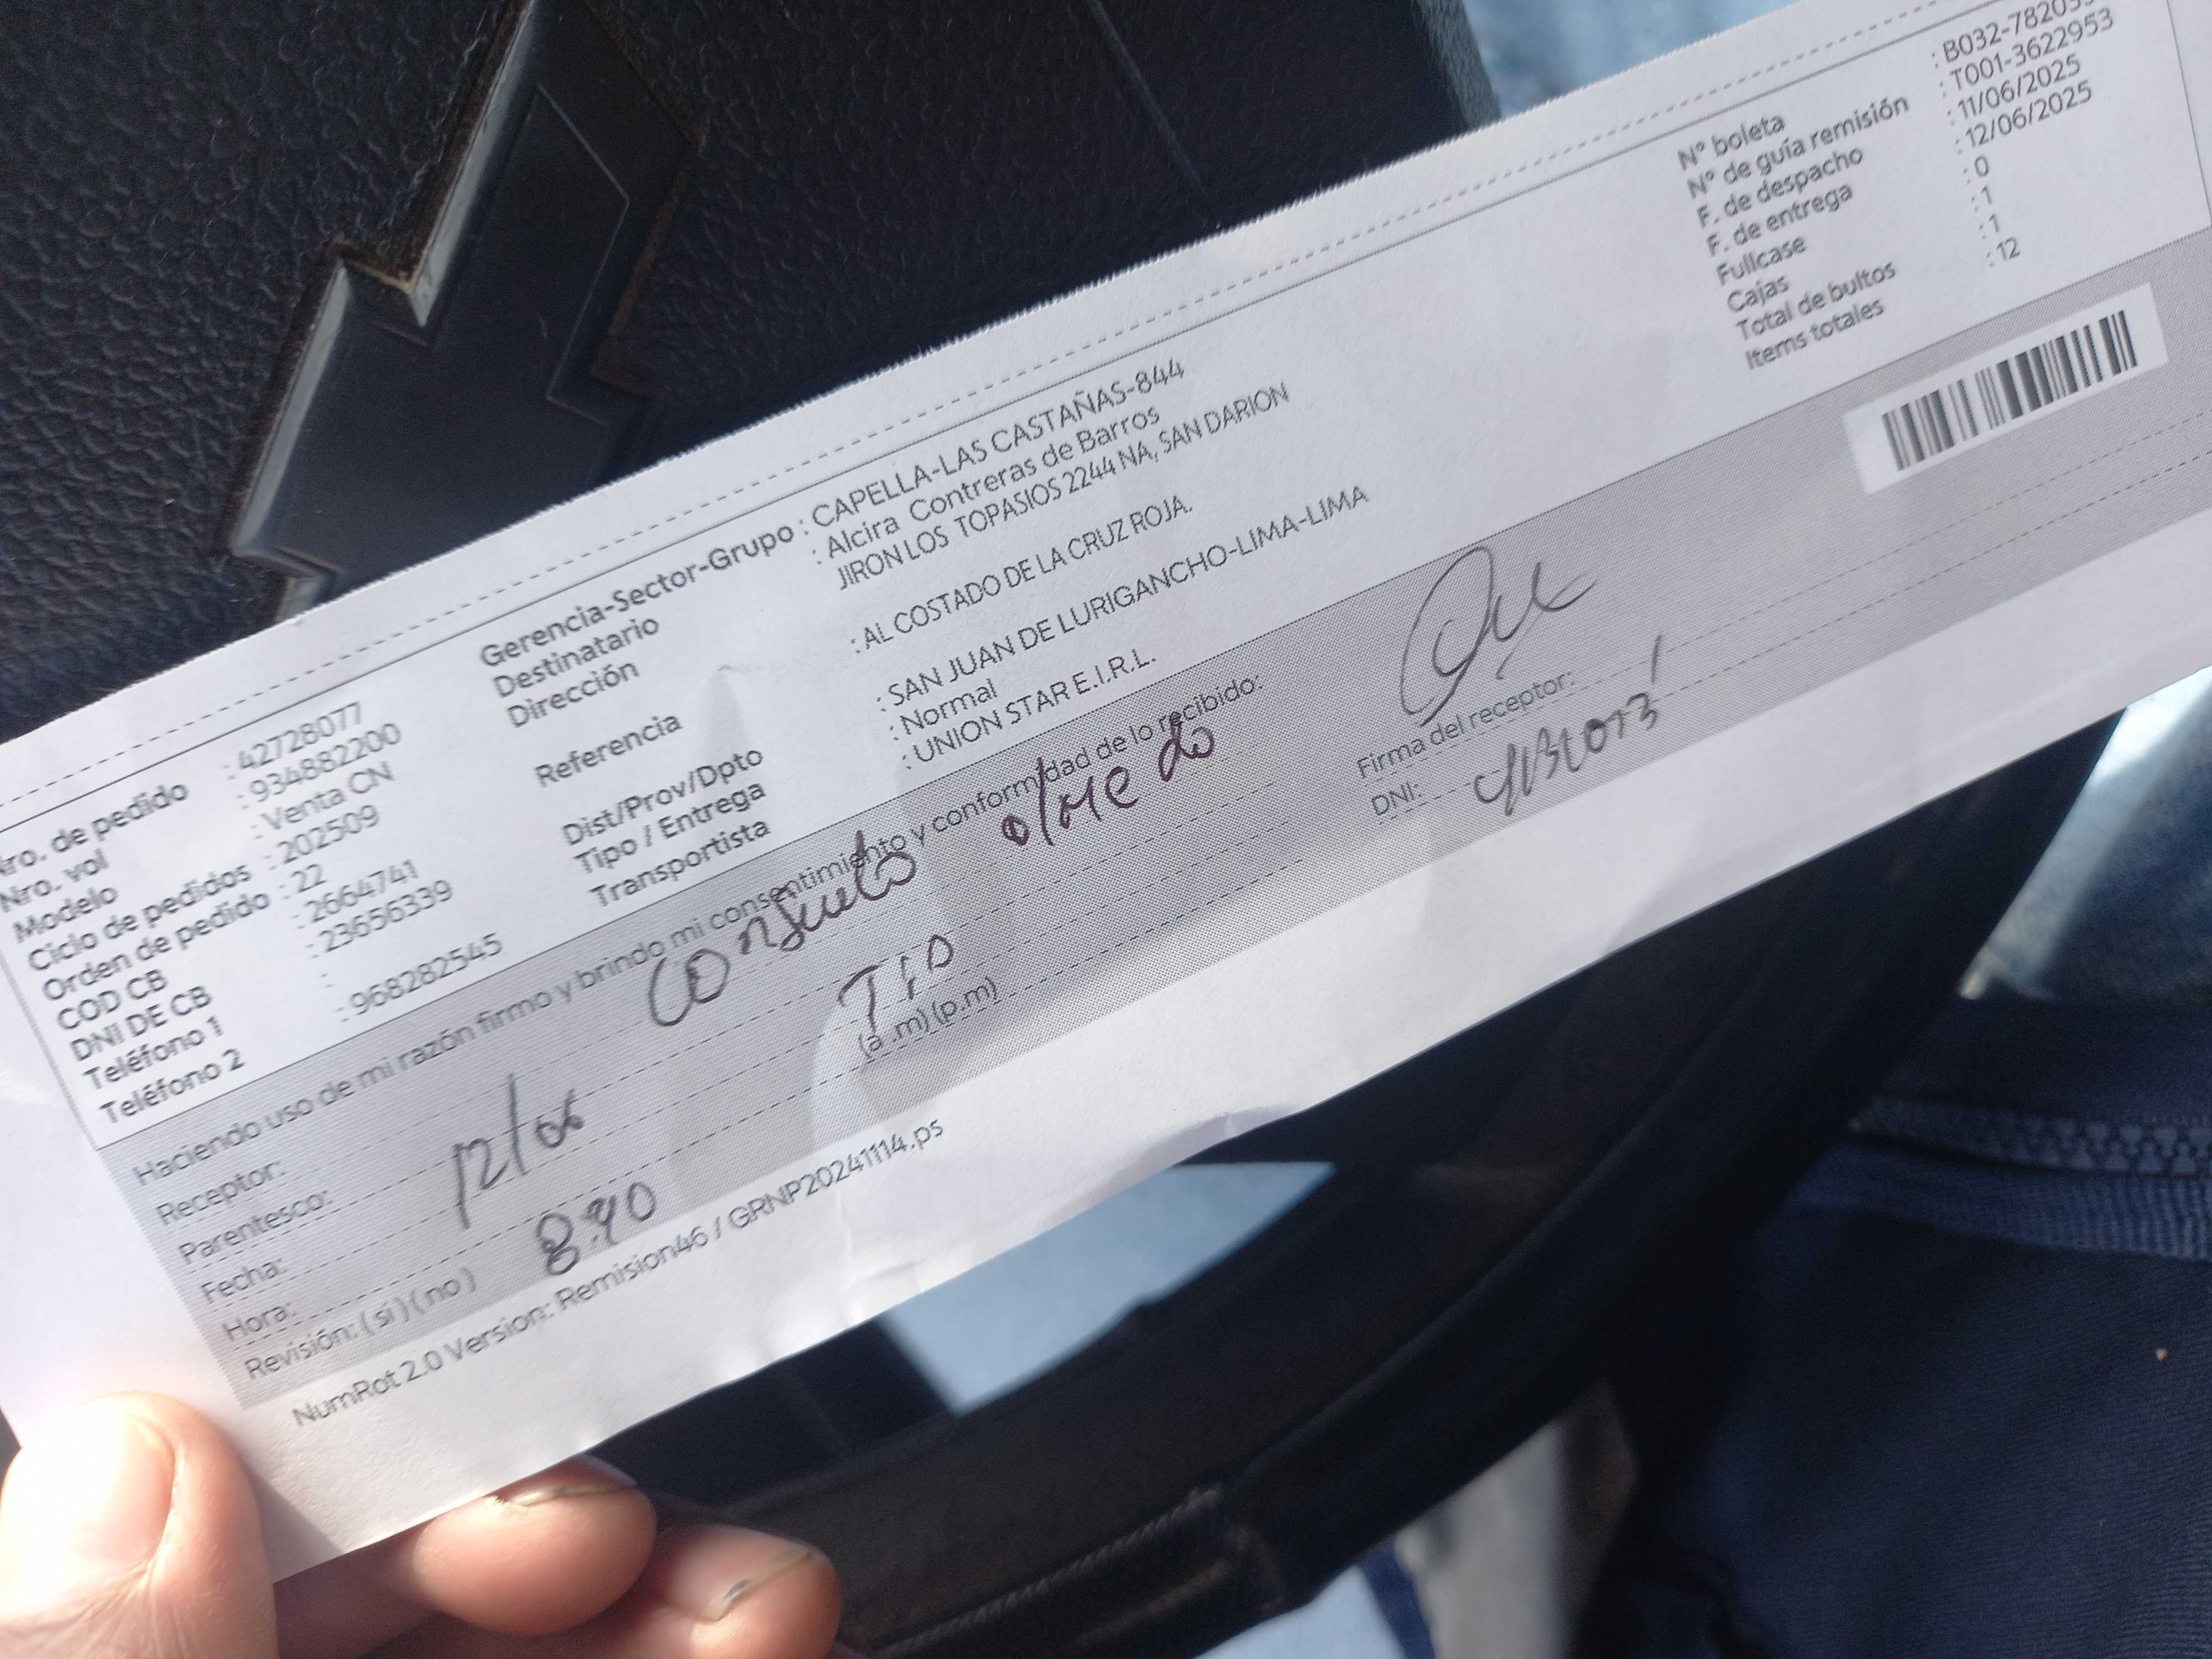 Nro. de pedido : 42728077
Nro. vol : 934882200
Modelo : Venta CN
Ciclo de pedidos : 202509
Orden de pedido : 22
COD CB : 2664741
DNI DE CB : 23656339
Teléfono 1 :
Teléfono 2 : 968282545
Gerencia-Sector-Grupo : CAPELLA-LAS CASTAÑAS-844
Destinatario : Alcira Contreras de Barros
Dirección JIRON LOS TOPASIOS 2244 NA, SAN DARION
Referencia : AL COSTADO DE LA CRUZ ROJA.
Dist/Prov/Dpto : SAN JUAN DE LURIGANCHO-LIMA-LIMA
Tipo / Entrega : Normal
Transportista : UNION STAR E.I.R.L.
N° boleta : B032-78205
N° de guía remisión : T001-3622953
F. de despacho : 11/06/2025
F. de entrega : 12/06/2025
Fullcase : 0
Cajas : 1
Total de bultos : 1
Items totales : 12
Haciendo uso de mi razón firmo y brindo mi consentimiento y conformidad de lo recibido:
Receptor: Consuelo olmedo
Parentesco: Tio
Fecha: 12/06
Hora: 8:40 (a .m) (p.m)
Revisión: ( si ) ( no )
Firma del receptor:
DNI:
NumRot 2.0 Version: Remision46 / GRNP20241114.ps